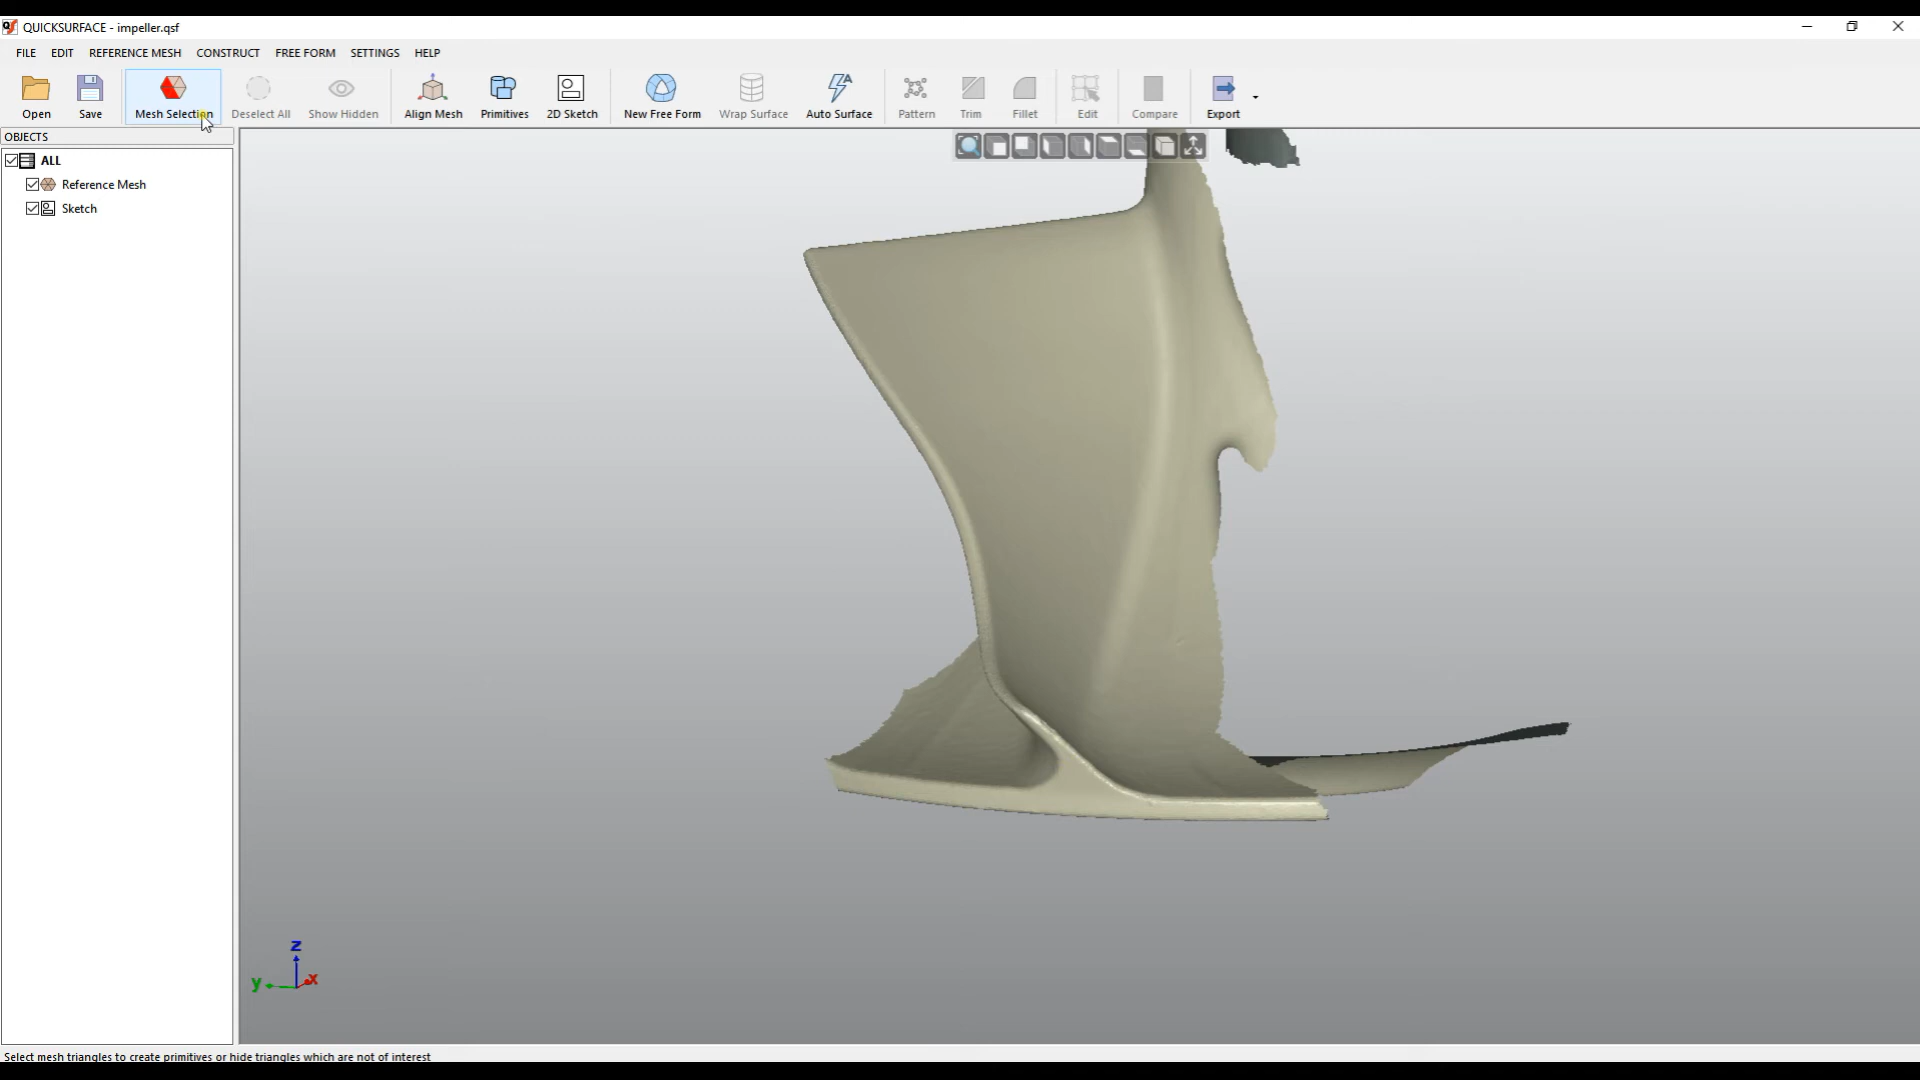 QUICKSURFACE - impeller.qsf
FILE EDIT REFERENCE MESH CONSTRUCT FREE FORM SETTINGS HELP
Open Save Mesh Selection Deselect All Show Hidden Align Mesh Primitives 2D Sketch New Free Form Wrap Surface Auto Surface Pattern Trim Fillet Edit Compare Export
OBJECTS
ALL
Reference Mesh
Sketch
z
y x
Select mesh triangles to create primitives or hide triangles which are not of interest